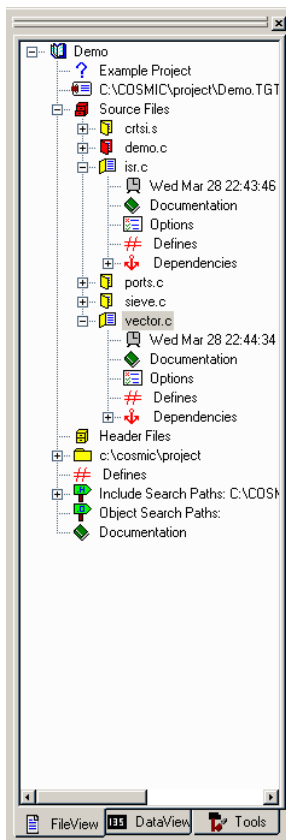 Demo
Example Project
C:\COSMIC\project\Demo.TGT
Source Files
crtsi.s
demo.c
isr.c
Wed Mar 28 22:43:46
Documentation
Options
Defines
Dependencies
ports.c
sieve.c
vector.c
Wed Mar 28 22:44:34
Documentation
Options
Defines
Dependencies
Header Files
c:\cosmic\project
Defines
Include Search Paths: C:\COSM
Object Search Paths:
Documentation
FileView DataView Tools